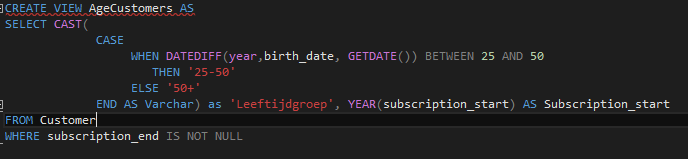 CREATE VIEW AgeCustomers AS
SELECT CAST(
CASE
WHEN DATEDIFF(year,birth_date, GETDATE()) BETWEEN 25 AND 50
THEN '25-50'
ELSE '50+'
END AS Varchar) as 'Leeftijdgroep', YEAR(subscription_start) AS Subscription_start
FROM Customer
WHERE subscription_end IS NOT NULL